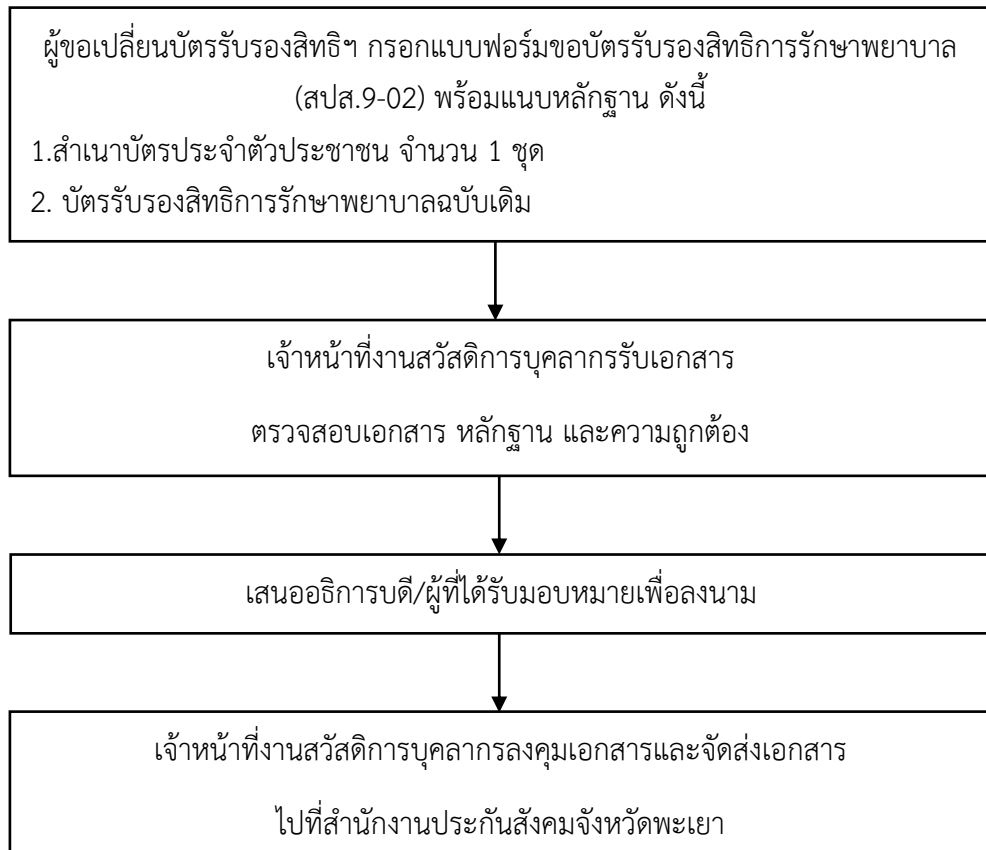 ผู้ขอเปลี่ยนบัตรรับรองสิทธิฯ กรอกแบบฟอร์มขอบัตรรับรองสิทธิการรักษาพยาบาล
(สปส.9-02) พร้อมแนบหลักฐาน ดังนี้
1.สำเนาบัตรประจำตัวประชาชน จำนวน 1 ชุด
2. บัตรรับรองสิทธิการรักษาพยาบาลฉบับเดิม
เจ้าหน้าที่งานสวัสดิการบุคลากรรับเอกสาร
ตรวจสอบเอกสาร หลักฐาน และความถูกต้อง
เสนออธิการบดี/ผู้ที่ได้รับมอบหมายเพื่อลงนาม
เจ้าหน้าที่งานสวัสดิการบุคลากรลงคุมเอกสารและจัดส่งเอกสาร
ไปที่สำนักงานประกันสังคมจังหวัดพะเยา